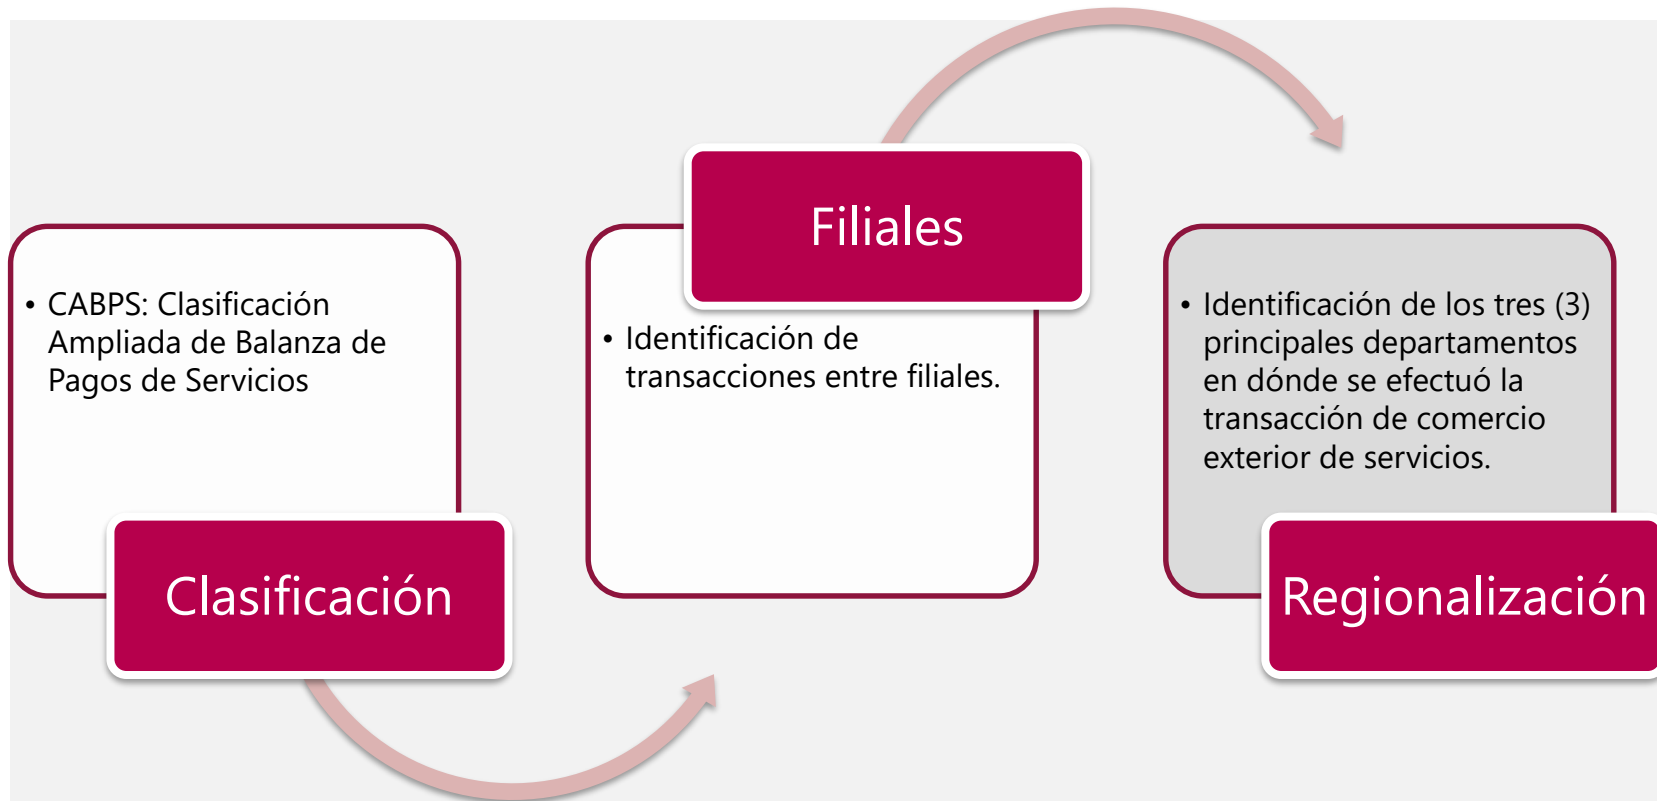 • CABPS: Clasificación
Ampliada de Balanza de
Pagos de Servicios
Clasificación
Filiales
• Identificación de
transacciones entre filiales.
• Identificación de los tres (3)
principales departamentos
en dónde se efectuó la
transacción de comercio
exterior de servicios.
Regionalización